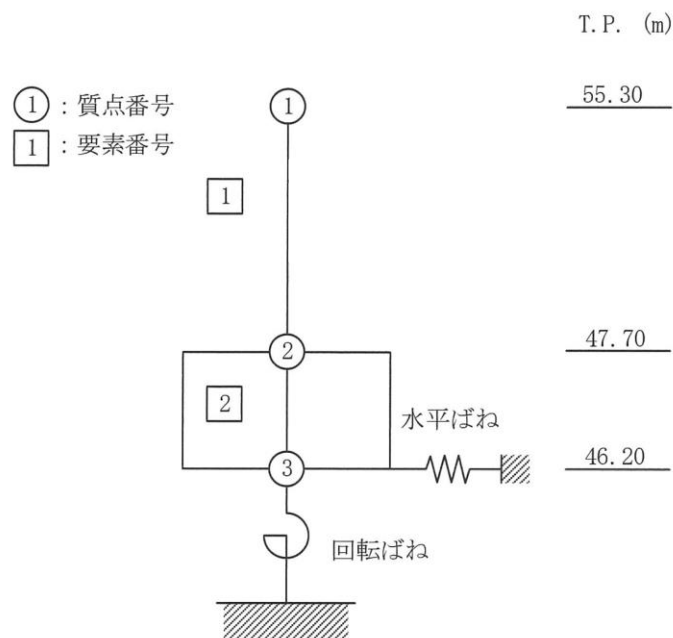 T.P. (m)
① : 質点番号
① 55.30
1 : 要素番号
1
② 47.70
2
水平ばね
③ 46.20
回転ばね